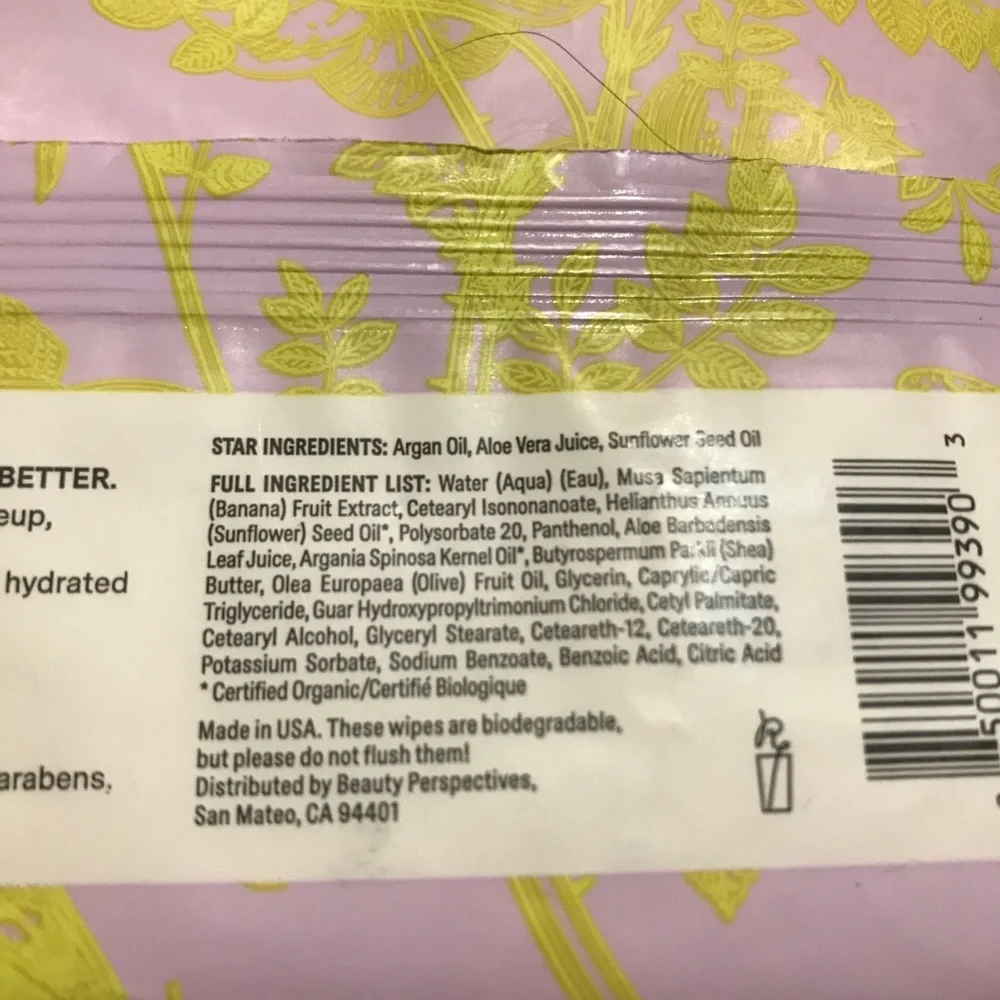 BETTER.
eup,
hydrated
arabens,
STAR INGREDIENTS: Argan Oil, Aloe Vera Juice, Sunflower Seed Oil
FULL INGREDIENT LIST: Water (Aqua) (Eau), Musa Sapientum
(Banana) Fruit Extract, Cetearyl Isononanoate, Helianthus Annuus
(Sunflower) Seed Oil*, Polysorbate 20, Panthenol, Aloe Barbadensis
Leaf Juice, Argania Spinosa Kernel Oil*, Butyrospermum Parkii (Shea)
Butter, Olea Europaea (Olive) Fruit Oil, Glycerin, Caprylic/Capric
Triglyceride, Guar Hydroxypropyltrimonium Chloride, Cetyl Palmitate,
Cetearyl Alcohol, Glyceryl Stearate, Ceteareth-12, Ceteareth-20,
Potassium Sorbate, Sodium Benzoate, Benzoic Acid, Citric Acid
* Certified Organic/Certifié Biologique
Made in USA. These wipes are biodegradable,
but please do not flush them!
Distributed by Beauty Perspectives,
San Mateo, CA 94401
50011 99390 3